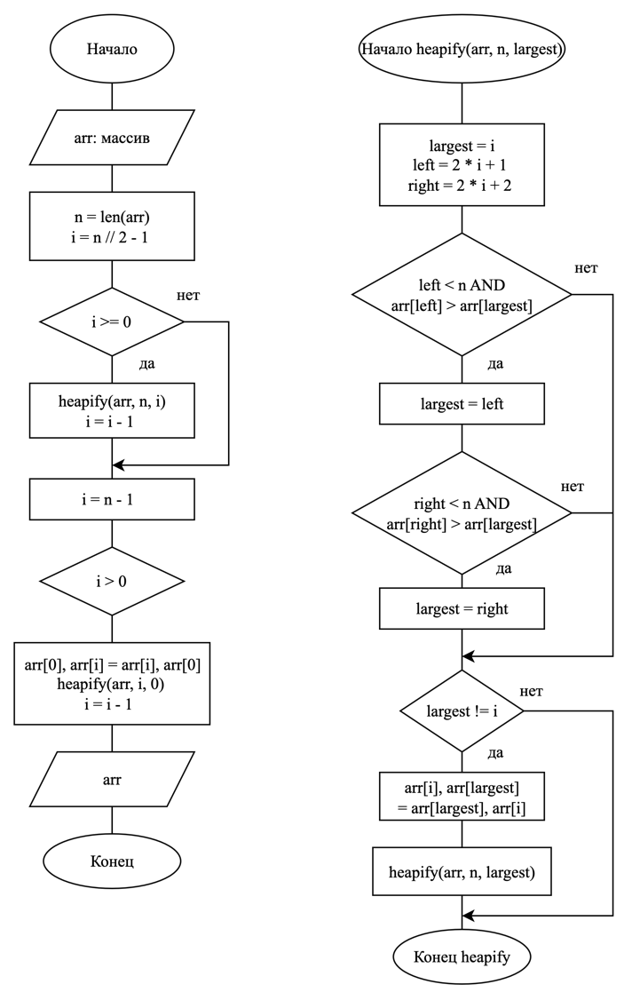 Начало
arr: массив
n = len(arr)
i = n // 2 - 1
i >= 0
нет
да
heapify(arr, n, i)
i = i - 1
i = n - 1
i > 0
arr[0], arr[i] = arr[i], arr[0]
heapify(arr, i, 0)
i = i - 1
arr
Конец
Начало heapify(arr, n, largest)
largest = i
left = 2 * i + 1
right = 2 * i + 2
left < n AND
arr[left] > arr[largest]
нет
да
largest = left
right < n AND
arr[right] > arr[largest]
нет
да
largest = right
largest != i
нет
да
arr[i], arr[largest]
= arr[largest], arr[i]
heapify(arr, n, largest)
Конец heapify